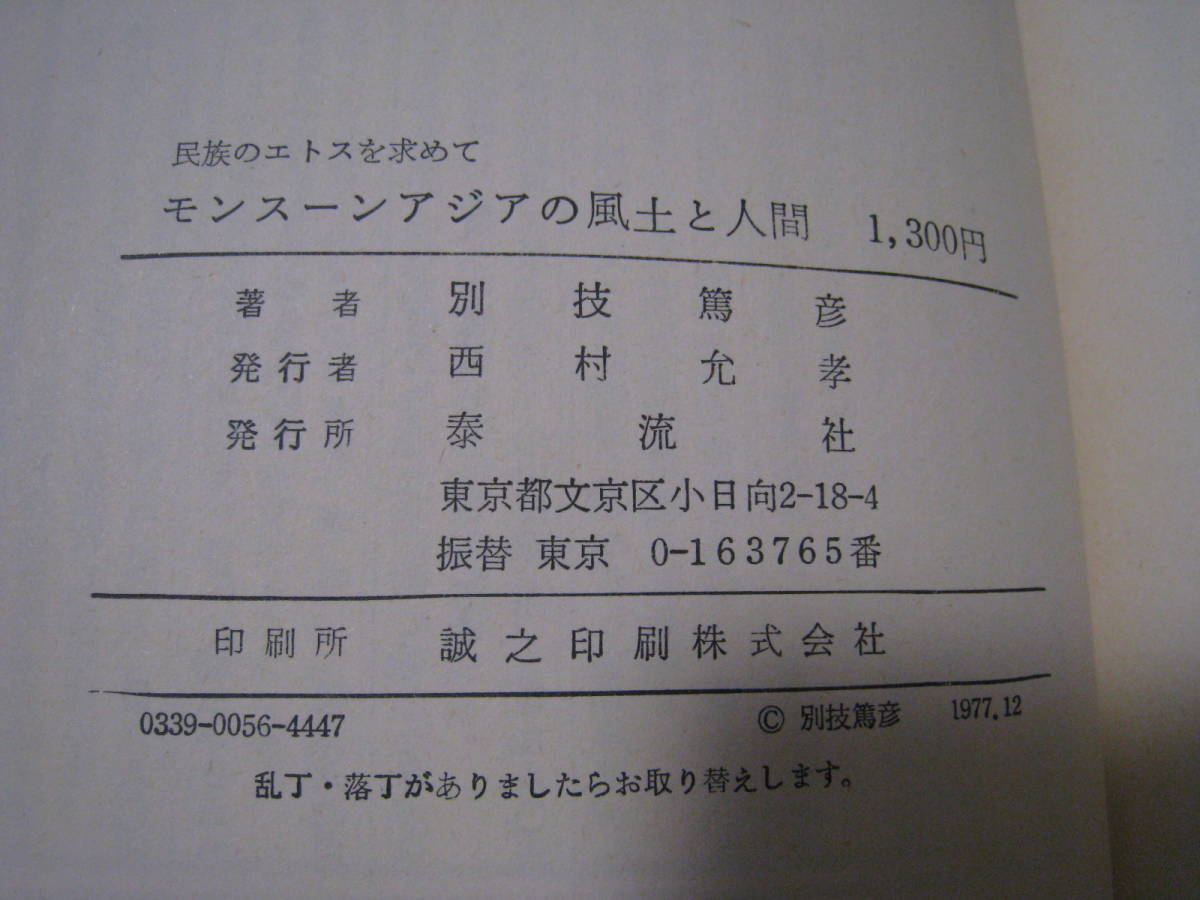 民族のエトスを求めて
モンスーンアジアの風土と人間 1,300円
著者 別技篤彦
発行者 西村允孝
発行所 泰流社
東京都文京区小日向2-18-4
振替 東京 0-163765番
印刷所 誠之印刷株式会社
0339-0056-4447 © 別技篤彦 1977.12
乱丁・落丁がありましたらお取り替えします。